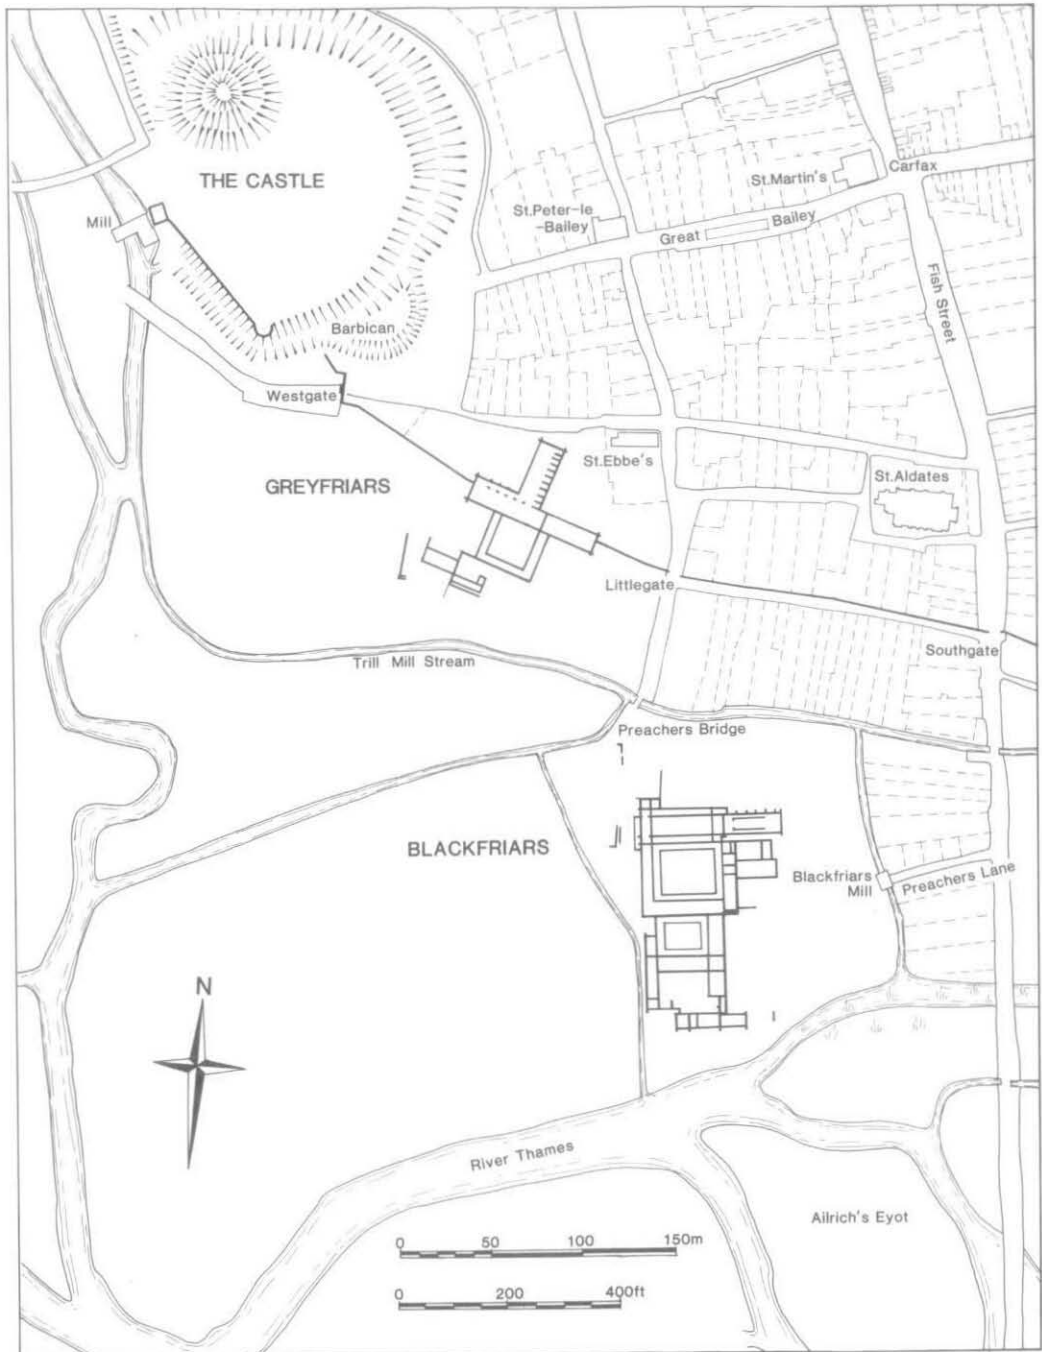 THE CASTLE
Carfax
St.Martin's
Mill
St.Peter-le
-Bailey
Great Bailey
Fish Street
Barbican
Westgate
St.Ebbe's
St.Aldates
GREYFRIARS
Littlegate
Southgate
Trill Mill Stream
Preachers Bridge
BLACKFRIARS
Blackfriars
Mill
Preachers Lane
N
River Thames
Ailrich's Eyot
0 50 100 150m
0 200 400ft